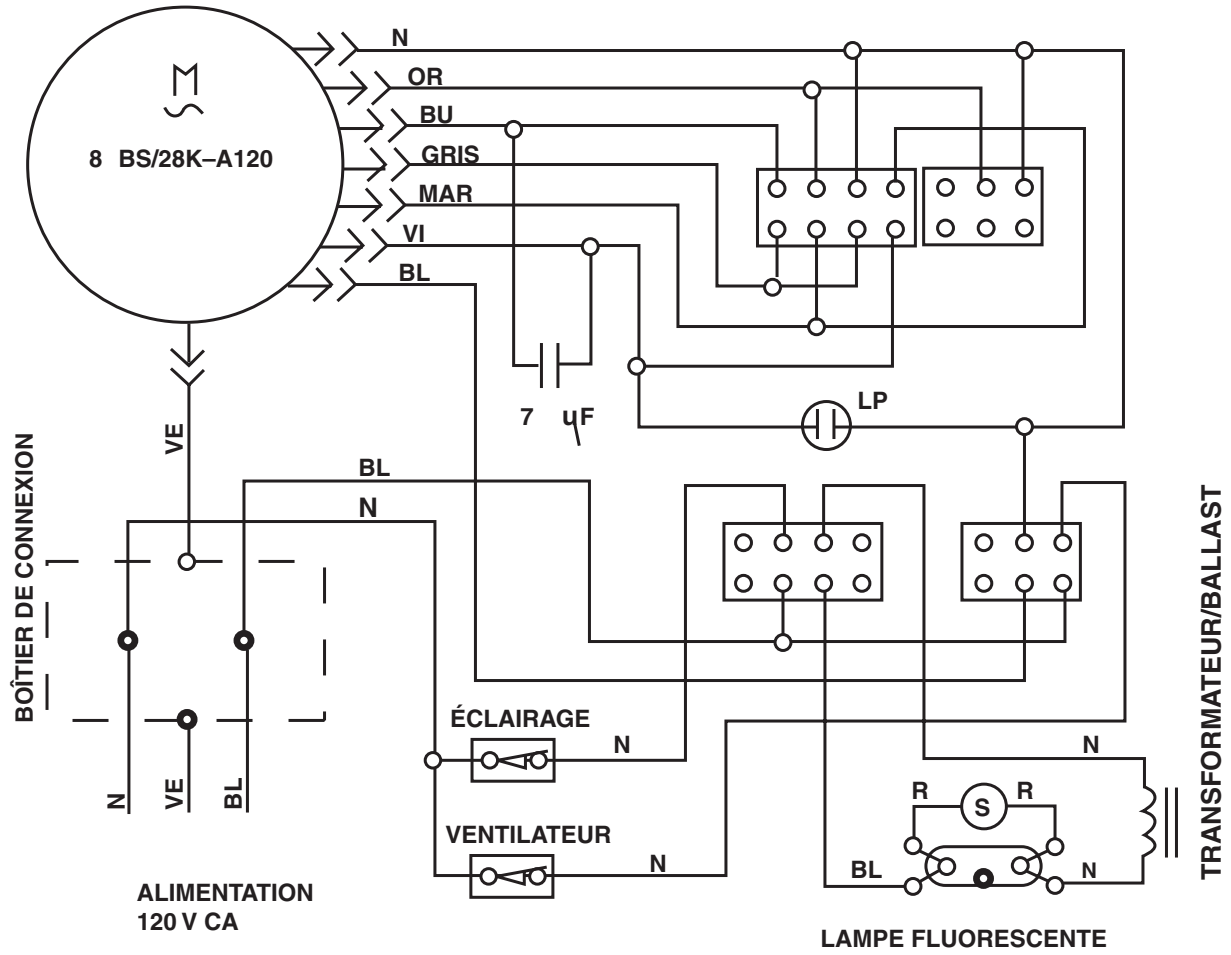 N
OR
BU
M
8 BS/28K–A120
GRIS
MAR
VI
BL
LP
7 uF
VE
BOÎTIER DE CONNEXION
BL
N
TRANSFORMATEUR/BALLAST
ÉCLAIRAGE
N
N
N
VE
BL
R
S
R
VENTILATEUR
N
BL
N
ALIMENTATION
120 V CA
LAMPE FLUORESCENTE